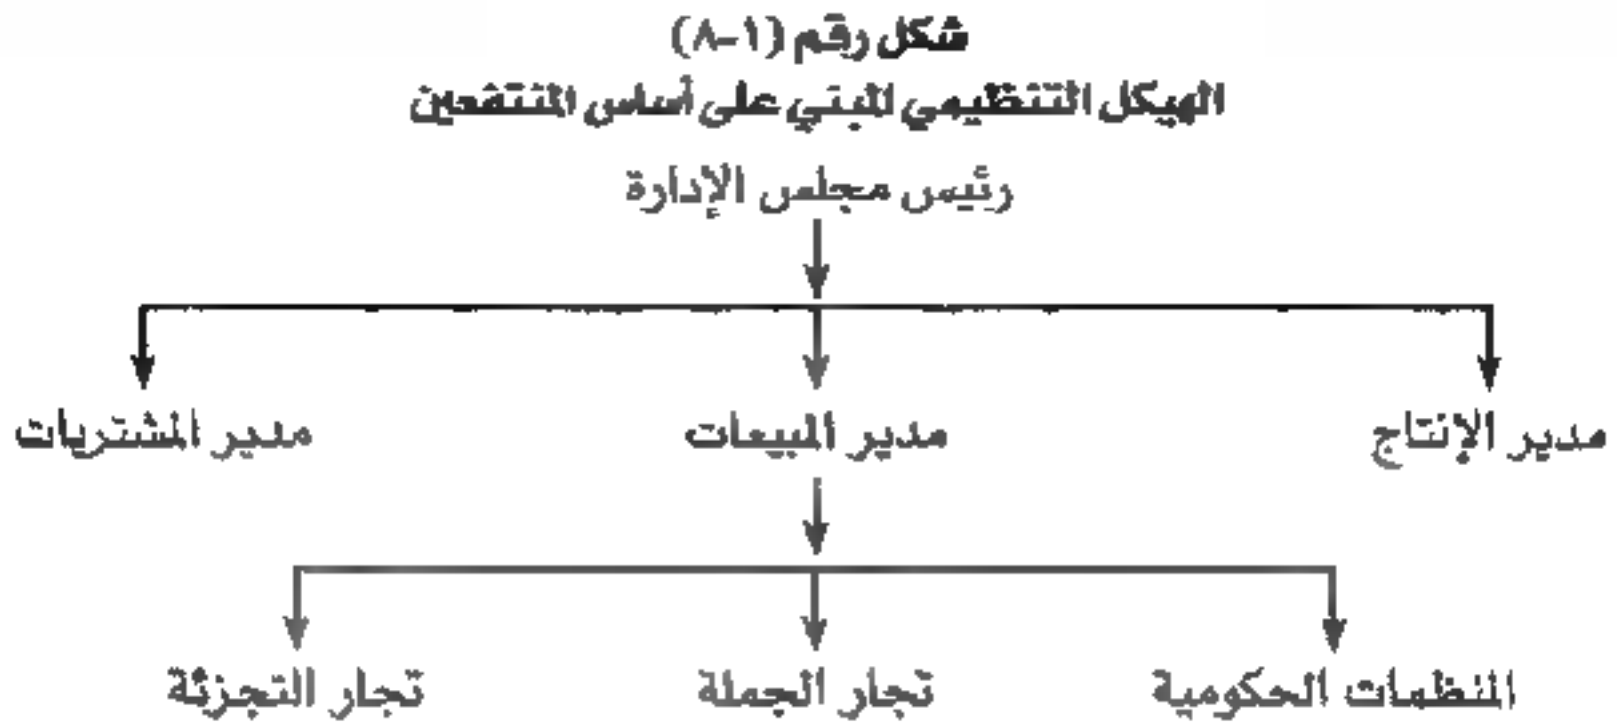 شكل رقم (١-٨)
الهيكل التنظيمي المبني على أساس المنتفعين
رئيس مجلس الإدارة
مدير الإنتاج
مدير المبيعات
مدير المشتريات
المنظمات الحكومية
تجار الجملة
تجار التجزئة